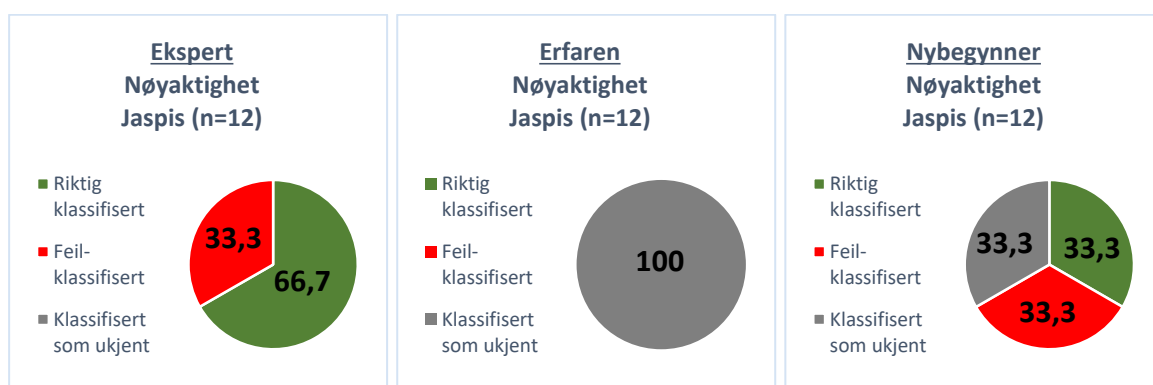 Ekspert
Nøyaktighet
Jaspis (n=12)
Riktig
klassifisert
Feil-
klassifisert
Klassifisert
som ukjent
33,3
66,7
Erfaren
Nøyaktighet
Jaspis (n=12)
Riktig
klassifisert
Feil-
klassifisert
Klassifisert
som ukjent
100
Nybegynner
Nøyaktighet
Jaspis (n=12)
Riktig
klassifisert
Feil-
klassifisert
Klassifisert
som ukjent
33,3
33,3
33,3